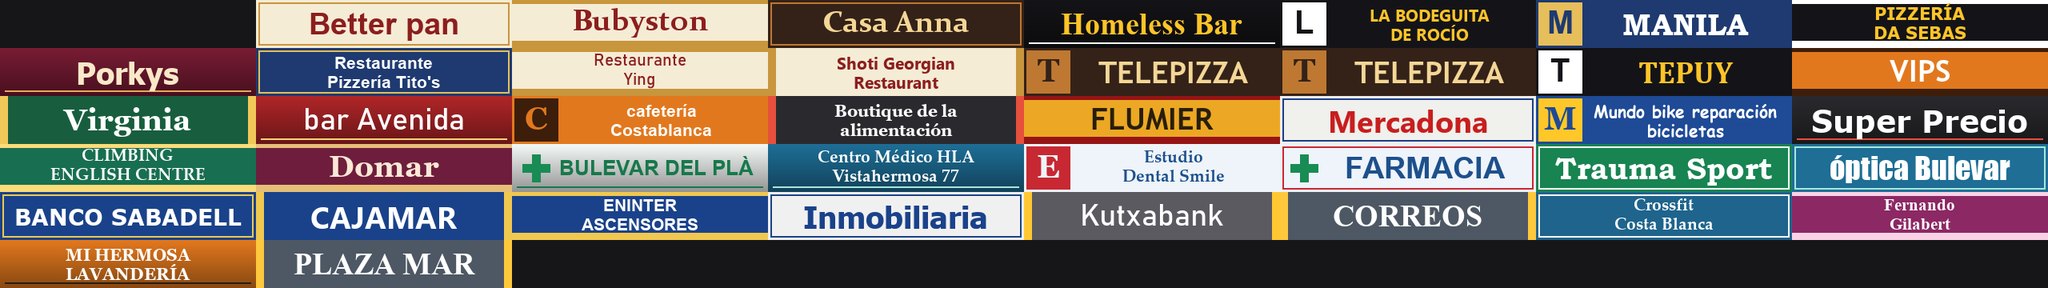 Better pan
Bubyston
Casa Anna
Homeless Bar
L
LA BODEGUITA
DE ROCÍO
M
MANILA
PIZZERÍA
DA SEBAS
Porkys
Restaurante
Pizzería Tito's
Restaurante
Ying
Shoti Georgian
Restaurant
T
TELEPIZZA
T
TELEPIZZA
T
TEPUY
VIPS
Virginia
bar Avenida
C
cafetería
Costablanca
Boutique de la
alimentación
FLUMIER
Mercadona
M
Mundo bike reparación
bicicletas
Super Precio
CLIMBING
ENGLISH CENTRE
Domar
BULEVAR DEL PLÀ
Centro Médico HLA
Vistahermosa 77
E
Estudio
Dental Smile
FARMACIA
Trauma Sport
óptica Bulevar
BANCO SABADELL
CAJAMAR
ENINTER
ASCENSORES
Inmobiliaria
Kutxabank
CORREOS
Crossfit
Costa Blanca
Fernando
Gilabert
MI HERMOSA
LAVANDERÍA
PLAZA MAR